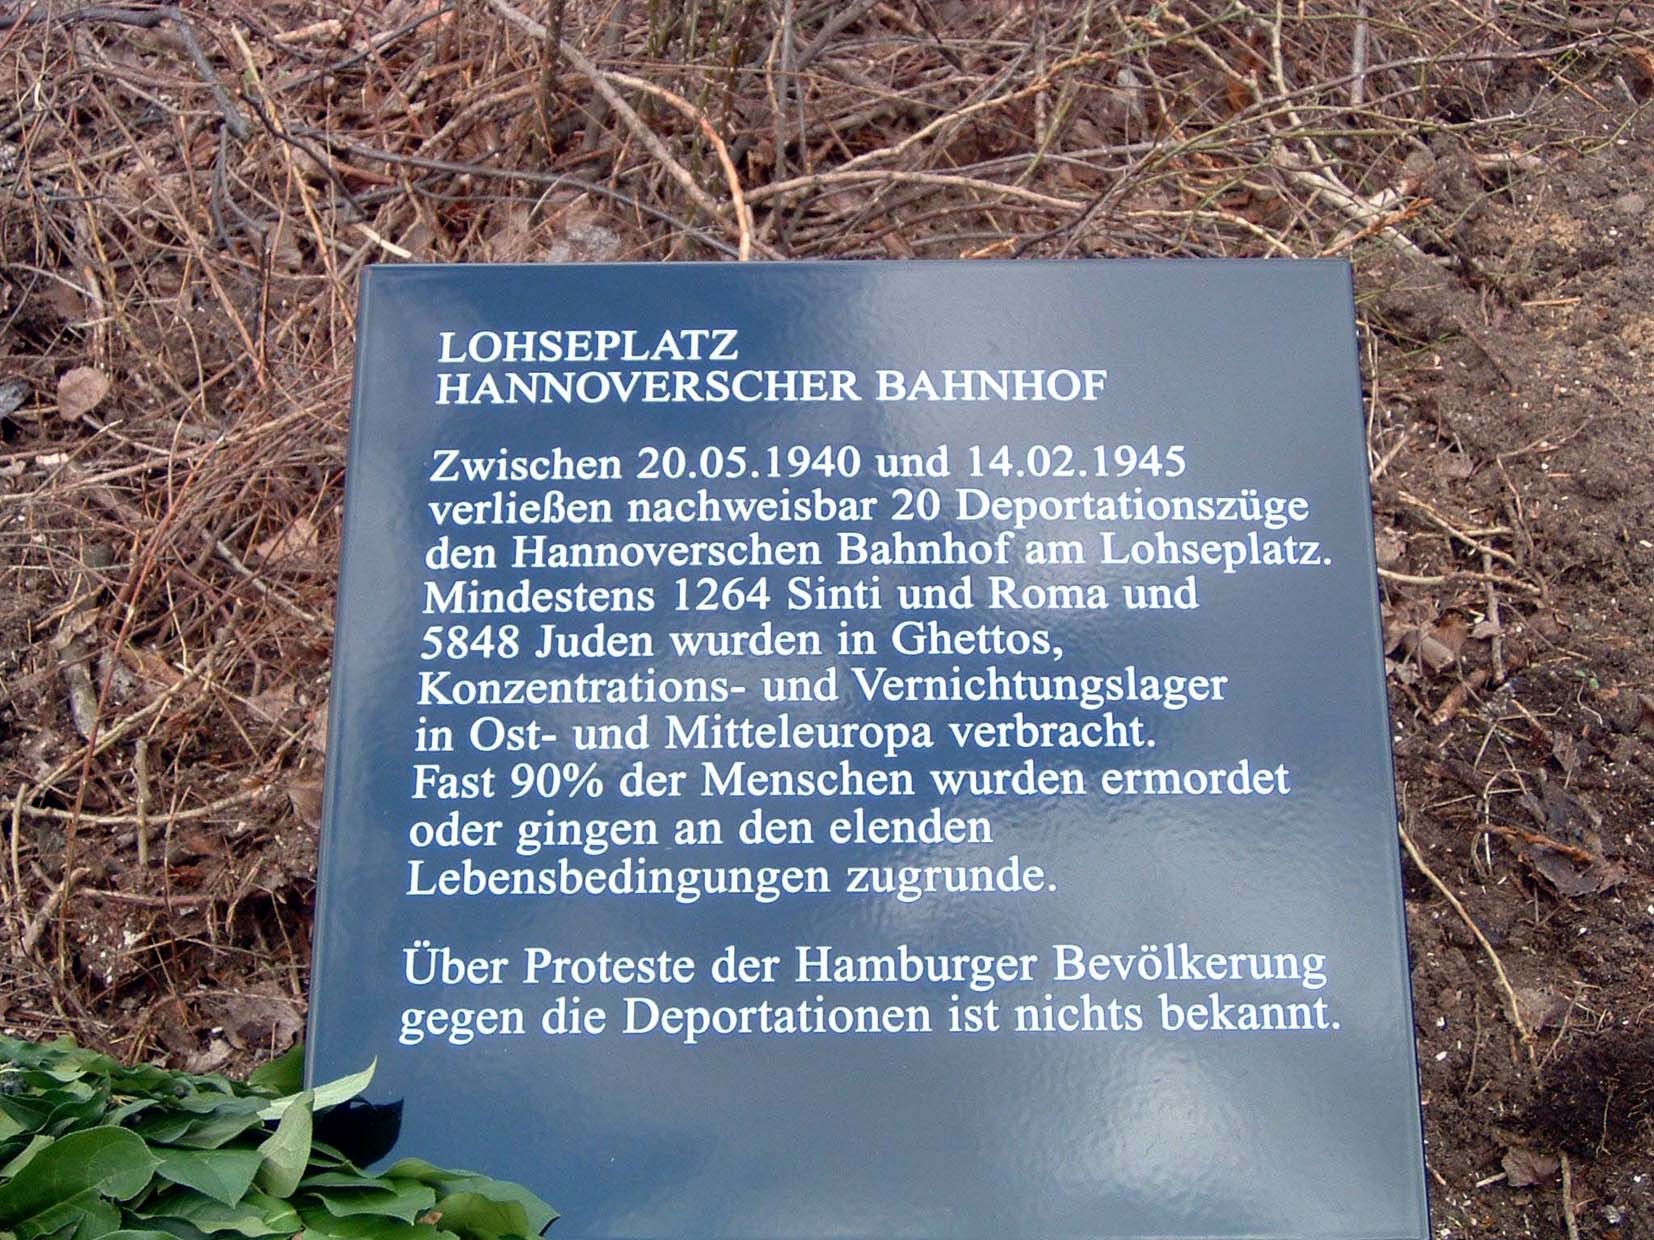 LOHSEPLATZ
HANNOVERSCHER BAHNHOF
Zwischen 20.05.1940 und 14.02.1945
verließen nachweisbar 20 Deportationszüge
den Hannoverschen Bahnhof am Lohseplatz.
Mindestens 1264 Sinti und Roma und
5848 Juden wurden in Ghettos,
Konzentrations- und Vernichtungslager
in Ost- und Mitteleuropa verbracht.
Fast 90% der Menschen wurden ermordet
oder gingen an den elenden
Lebensbedingungen zugrunde.
Über Proteste der Hamburger Bevölkerung
gegen die Deportationen ist nichts bekannt.